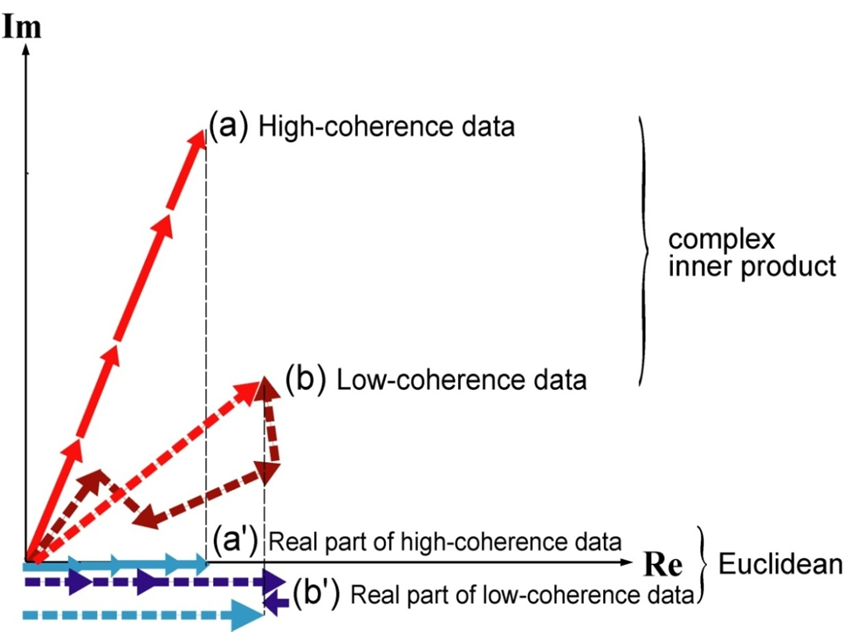 Im
(a) High-coherence data
complex
inner product
(b) Low-coherence data
(a') Real part of high-coherence data
Re
Euclidean
(b') Real part of low-coherence data